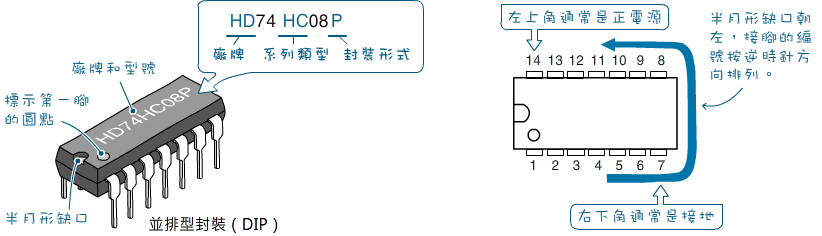 HD74 HC08P
廠牌 系列類型 封裝形式
廠牌和型號
標示第一腳
的圓點
HD74HC08P
半月形缺口
並排型封裝（DIP）
左上角通常是正電源
14 13 12 11 10 9 8
1 2 3 4 5 6 7
半月形缺口朝
左，接腳的編
號按逆時針方
向排列。
右下角通常是接地